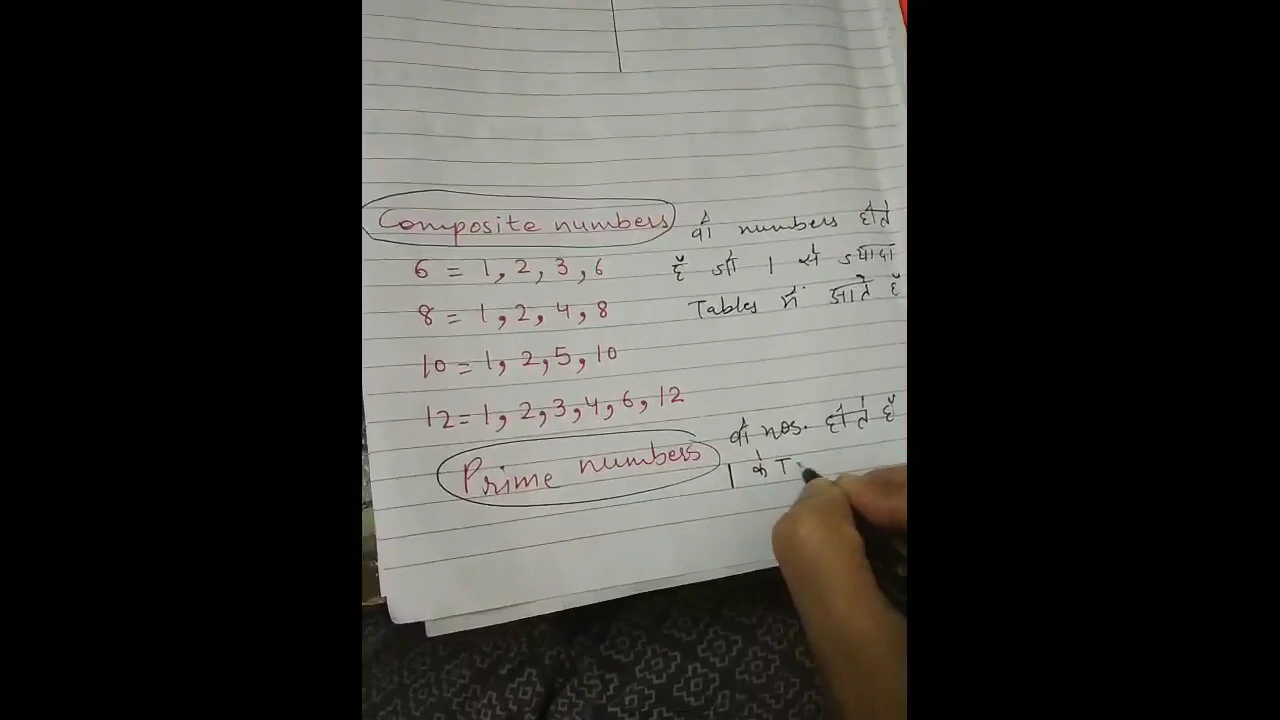 Composite numbers वो numbers होते
6 = 1, 2, 3, 6 हैं जो 1 से ज्यादा
8 = 1, 2, 4, 8 Tables में आते हैं
10 = 1, 2, 5, 10
12 = 1, 2, 3, 4, 6, 12
Prime numbers वो nos. होते हैं
1 के T